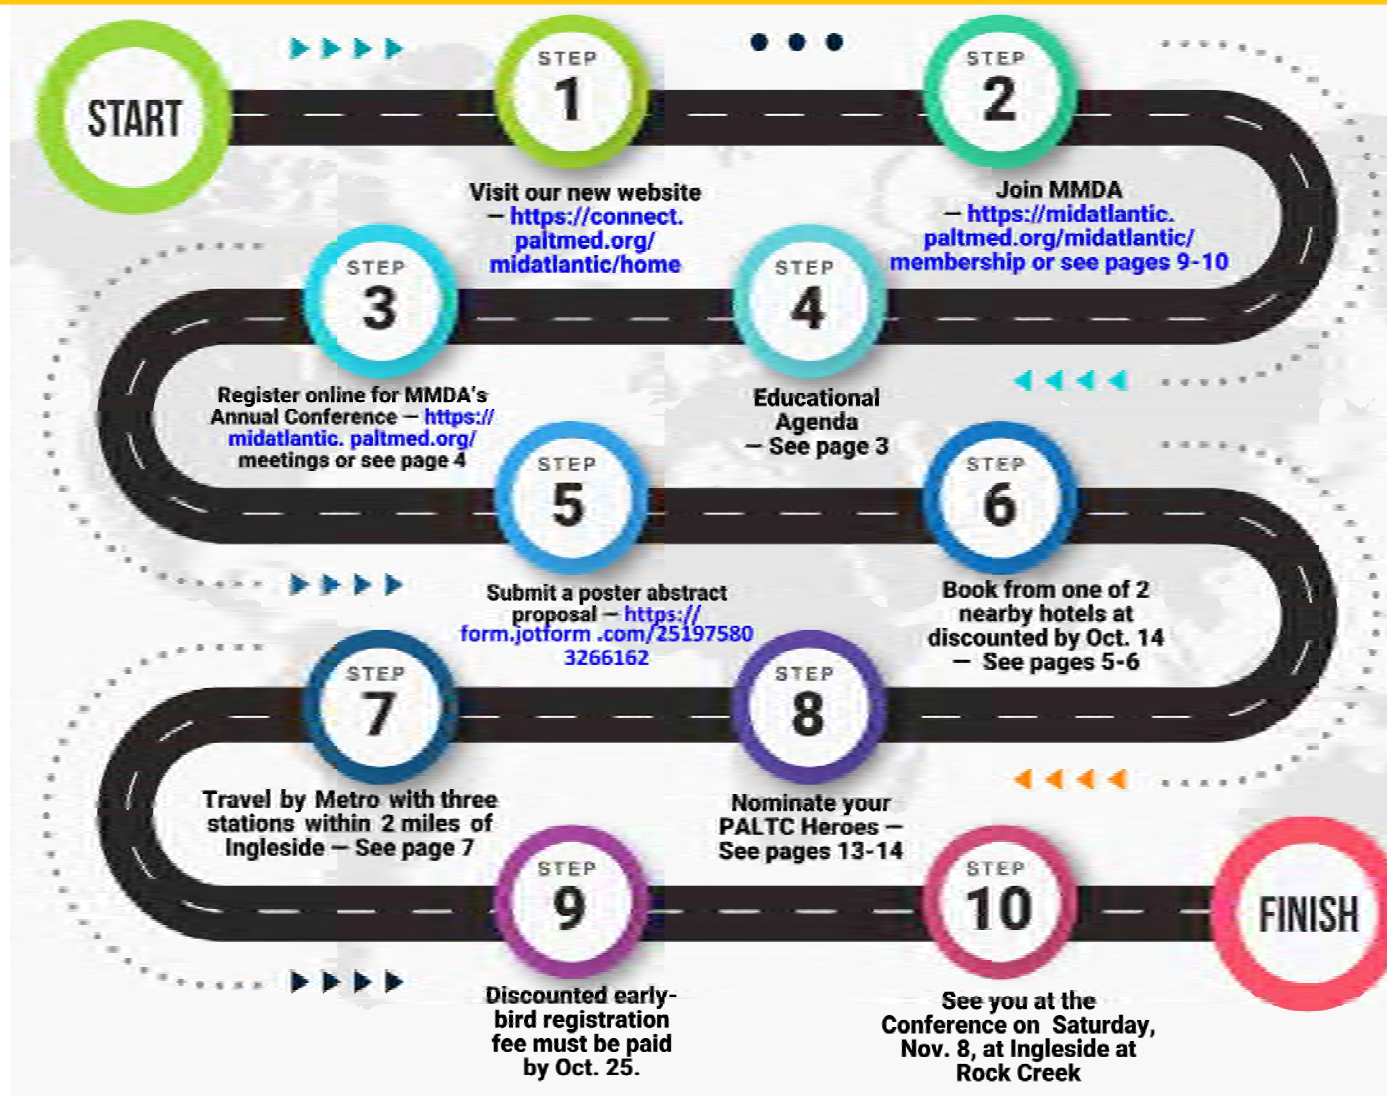 START
STEP
1
Visit our new website
— https://connect.
paltmed.org/
midatlantic/home
STEP
2
Join MMDA
— https://midatlantic.
paltmed.org/midatlantic/
membership or see pages 9-10
STEP
3
Register online for MMDA's
Annual Conference — https://
midatlantic. paltmed.org/
meetings or see page 4
STEP
4
Educational
Agenda
— See page 3
STEP
5
Submit a poster abstract
proposal — https://
form.jotform .com/25197580
3266162
STEP
6
Book from one of 2
nearby hotels at
discounted by Oct. 14
— See pages 5-6
STEP
7
Travel by Metro with three
stations within 2 miles of
Ingleside — See page 7
STEP
8
Nominate your
PALTC Heroes —
See pages 13-14
STEP
9
Discounted early-
bird registration
fee must be paid
by Oct. 25.
STEP
10
See you at the
Conference on Saturday,
Nov. 8, at Ingleside at
Rock Creek
FINISH